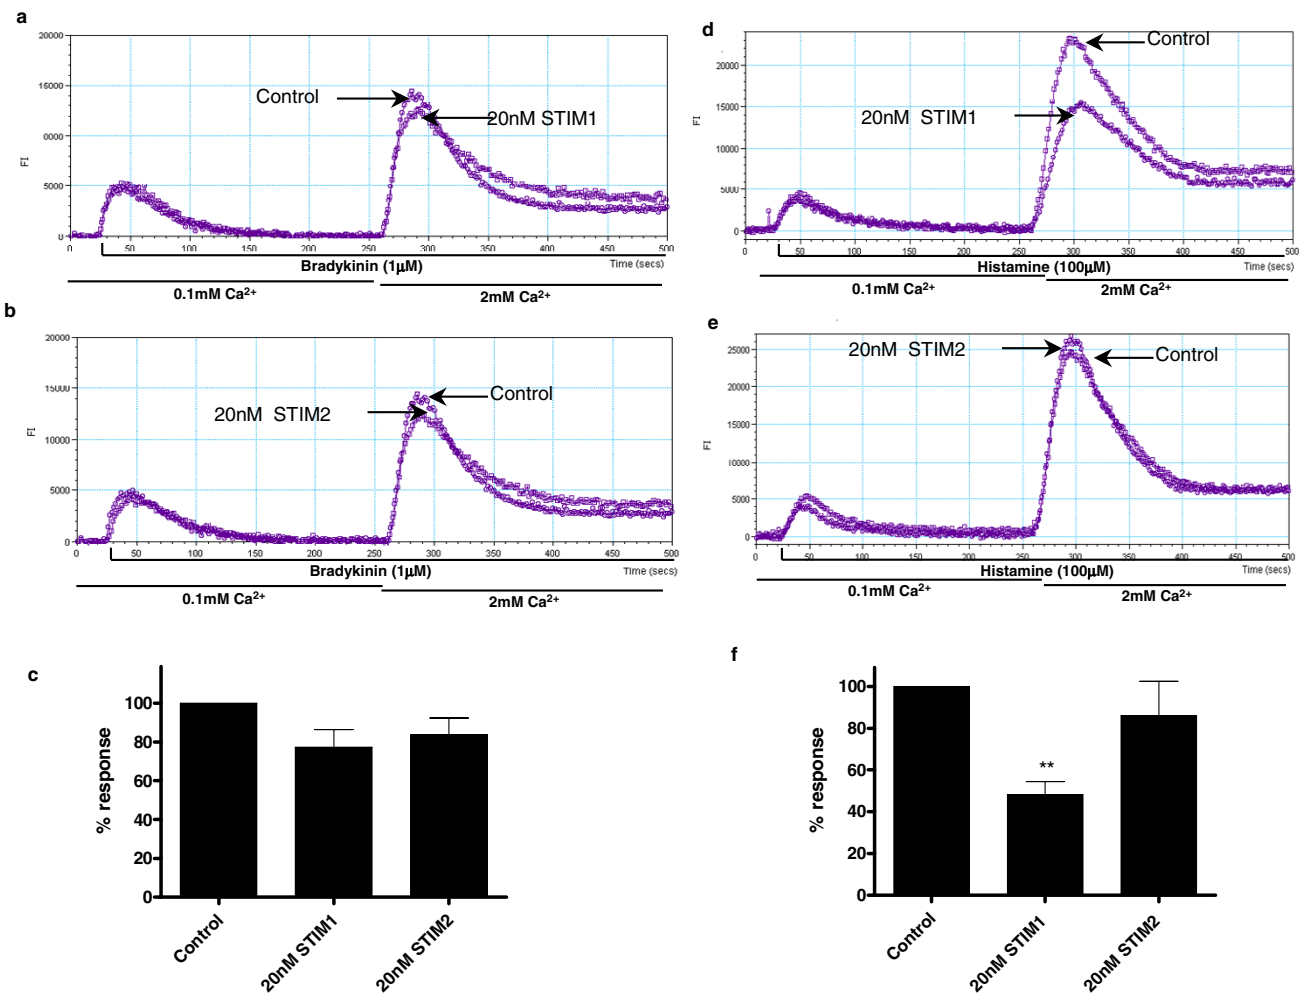 a
20000
15000
0000
5000
0
FI
Control
20nM STIM1
50 100 150 200 250 300 350 400 450 500
Bradykinin (1µM)
Time (secs)
0.1mM Ca²⁺
2mM Ca²⁺
b
20000
15000
10000
5000
0
FI
Control
20nM STIM2
0 50 100 150 200 250 300 350 400 450 500
Bradykinin (1µM)
Time (secs)
0.1mM Ca²⁺
2mM Ca²⁺
c
% response
100
80
60
40
20
0
Control
20nM STIM1
20nM STIM2
d
20000
15000
10000
5000
0
FI
Control
20nM STIM1
0 50 100 150 200 250 300 350 400 450 500
Histamine (100µM)
Time (secs)
0.1mM Ca²⁺
2mM Ca²⁺
e
25000
20000
15000
10000
5000
0
FI
20nM STIM2
Control
0 50 100 150 200 250 300 350 400 450 500
Histamine (100µM)
Time (secs)
0.1mM Ca²⁺
2mM Ca²⁺
f
% response
100
80
60
40
20
0
**
Control
20nM STIM1
20nM STIM2